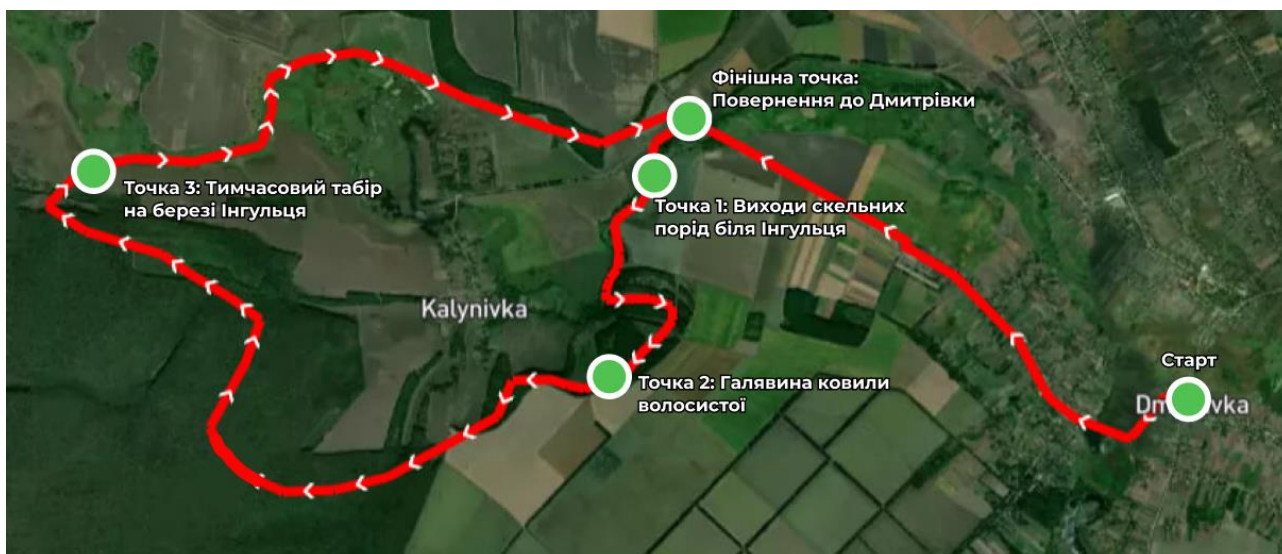 Фінішна точка:
Повернення до Дмитрівки
Точка 3: Тимчасовий табір
на березі Інгульця
Точка 1: Виходи скельних
порід біля Інгульця
Kalynivka
Старт
Точка 2: Галявина ковили
волосистої